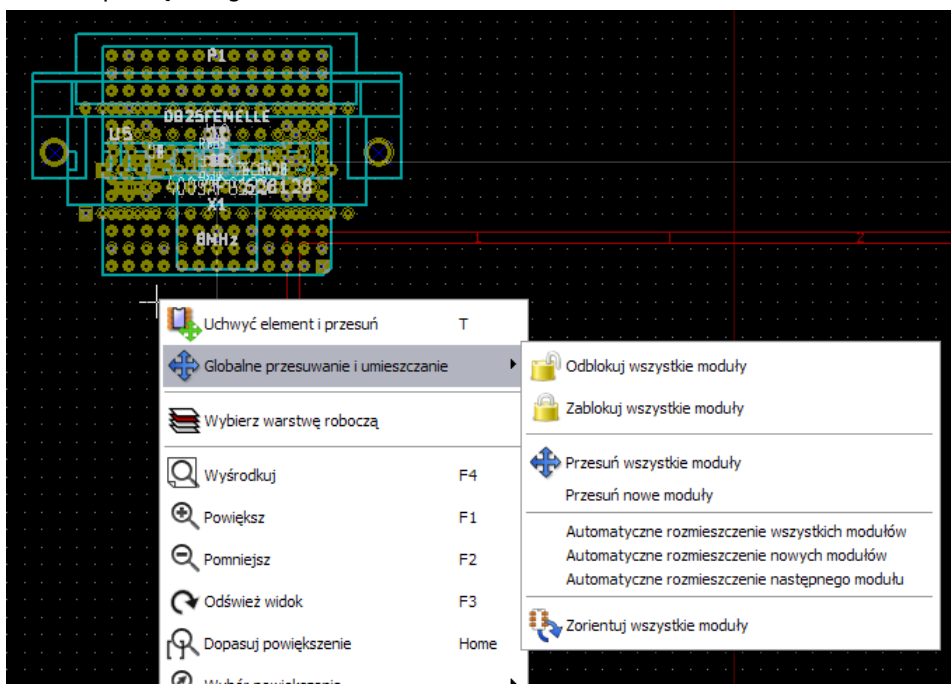 P1
DB25FEMELLE
U5
X1
8MHz
1
2
Uchwyć element i przesuń T
Globalne przesuwanie i umieszczanie
Wybierz warstwę roboczą
Wyśrodkuj F4
Powiększ F1
Pomniejsz F2
Odśwież widok F3
Dopasuj powiększenie Home
Wybór powiększenia
Odblokuj wszystkie moduły
Zablokuj wszystkie moduły
Przesuń wszystkie moduły
Przesuń nowe moduły
Automatyczne rozmieszczenie wszystkich modułów
Automatyczne rozmieszczenie nowych modułów
Automatyczne rozmieszczenie następnego modułu
Zorientuj wszystkie moduły